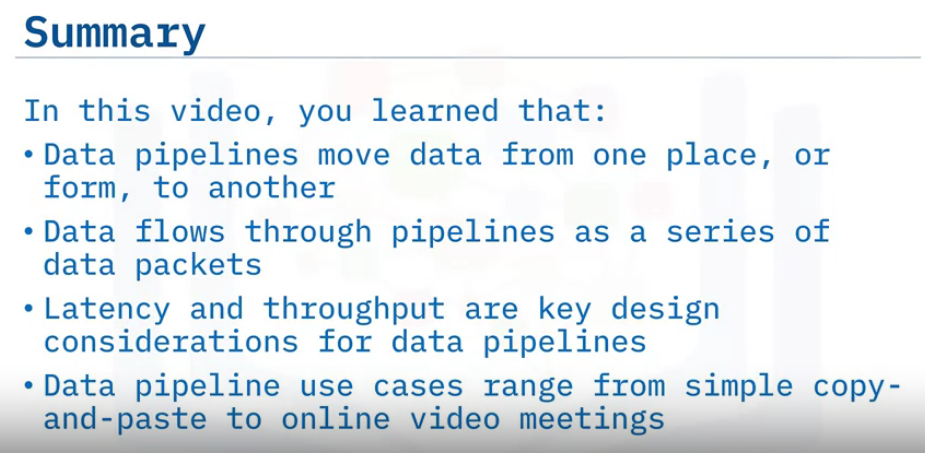 Summary
In this video, you learned that:
• Data pipelines move data from one place, or
form, to another
• Data flows through pipelines as a series of
data packets
• Latency and throughput are key design
considerations for data pipelines
• Data pipeline use cases range from simple copy-
and-paste to online video meetings